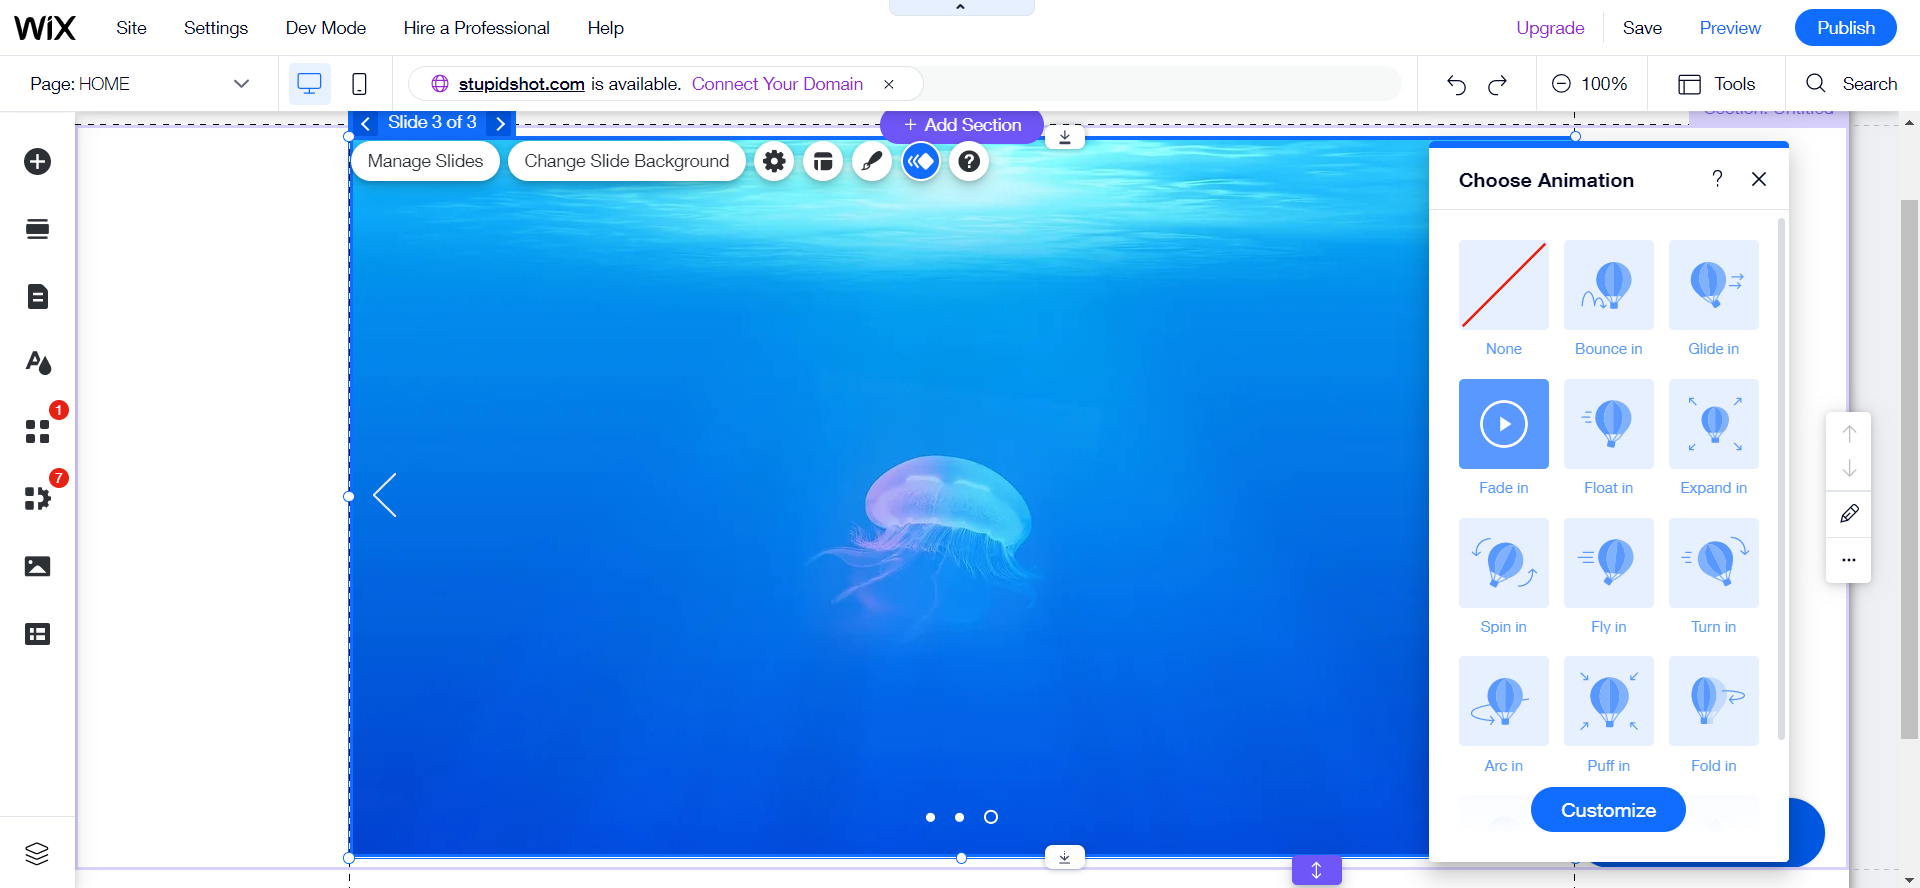 WIX
Site
Settings
Dev Mode
Hire a Professional
Help
Upgrade
Save
Preview
Publish
Page: HOME
stupidshot.com is available. Connect Your Domain
100%
Tools
Search
Slide 3 of 3
+ Add Section
Section: Untitled
Manage Slides
Change Slide Background
?
Choose Animation
?
None
Bounce in
Glide in
Fade in
Float in
Expand in
1
7
Spin in
Fly in
Turn in
Arc in
Puff in
Fold in
Customize